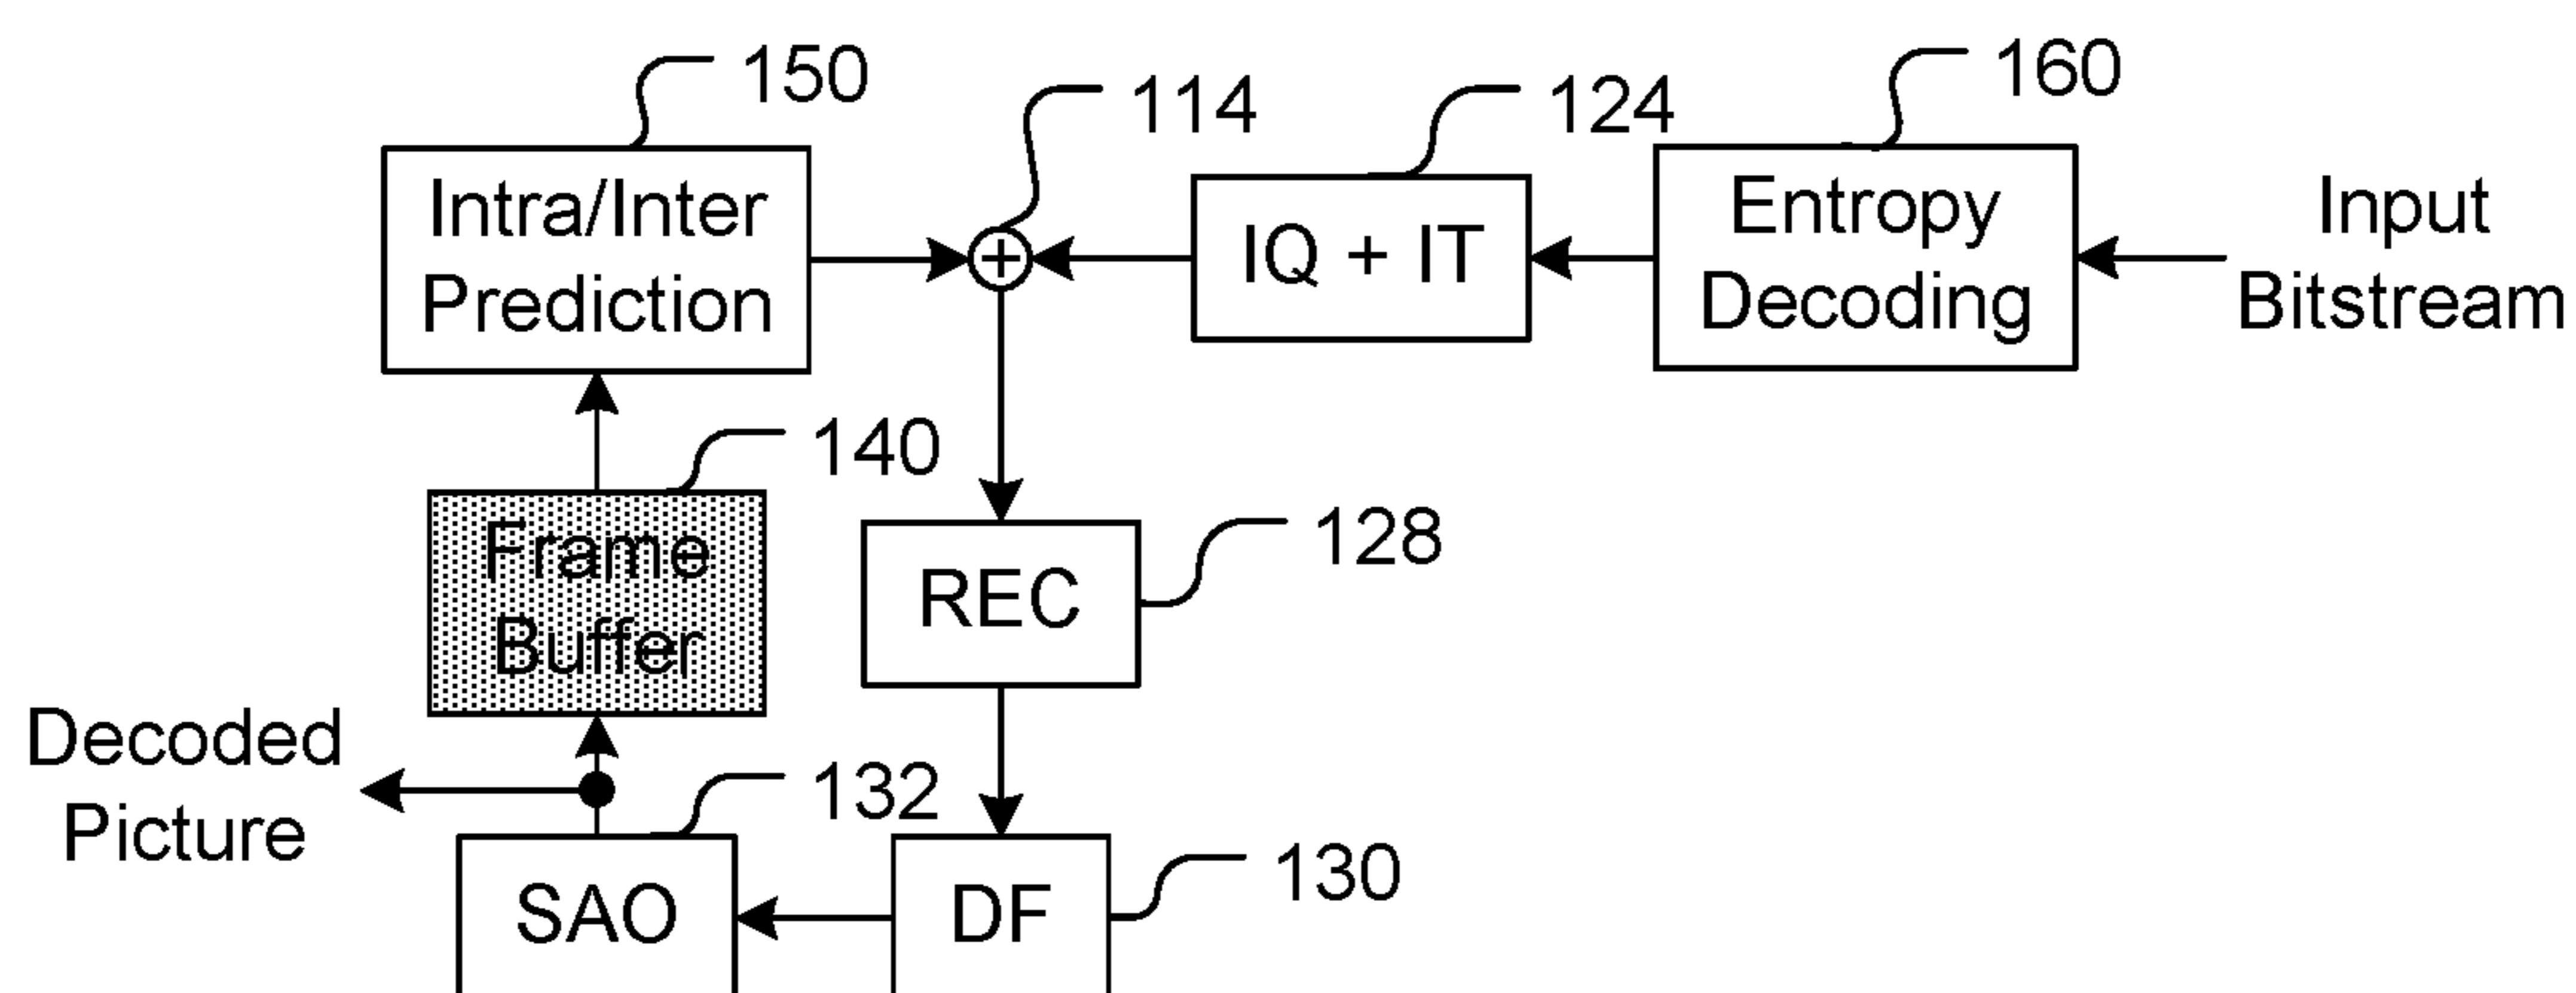 150
114
124
160
Intra/Inter
Prediction
+
IQ + IT
Entropy
Decoding
Input
Bitstream
140
Frame
Buffer
128
REC
Decoded
Picture
132
SAO
130
DF